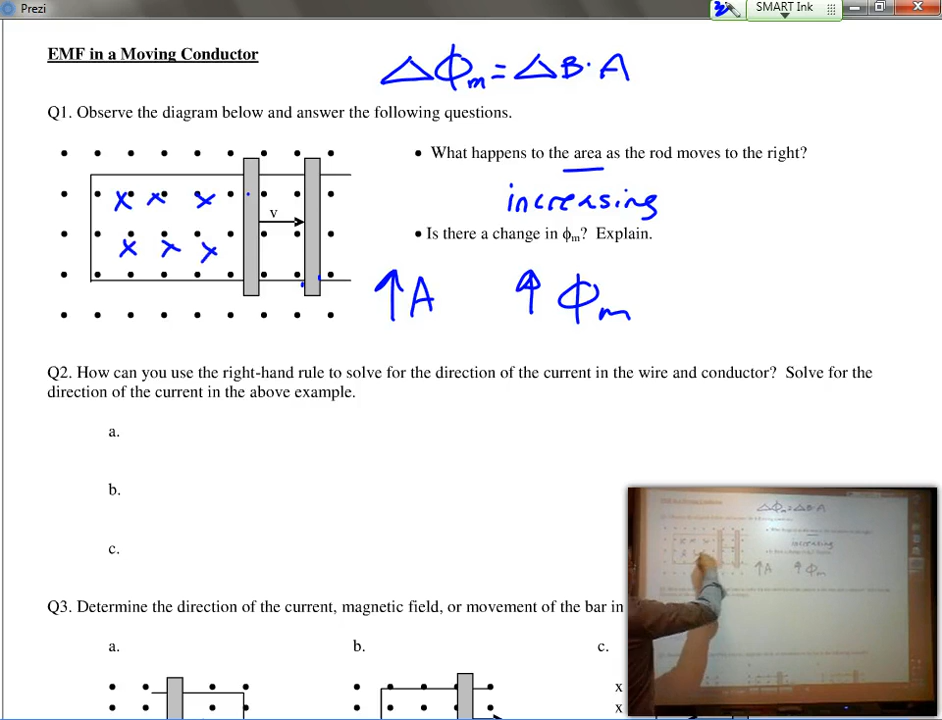 Prezi
SMART Ink
EMF in a Moving Conductor
Δϕm = ΔB·A
Q1. Observe the diagram below and answer the following questions.
• What happens to the area as the rod moves to the right?
increasing
v
• Is there a change in ϕm? Explain.
x x x
x x x
↑A ↑ϕm
Q2. How can you use the right-hand rule to solve for the direction of the current in the wire and conductor? Solve for the
direction of the current in the above example.
a.
b.
c.
Q3. Determine the direction of the current, magnetic field, or movement of the bar in
a. b. c.
x
x
ΔΦm=ΔB·A
increasing
↑A ↑Φm